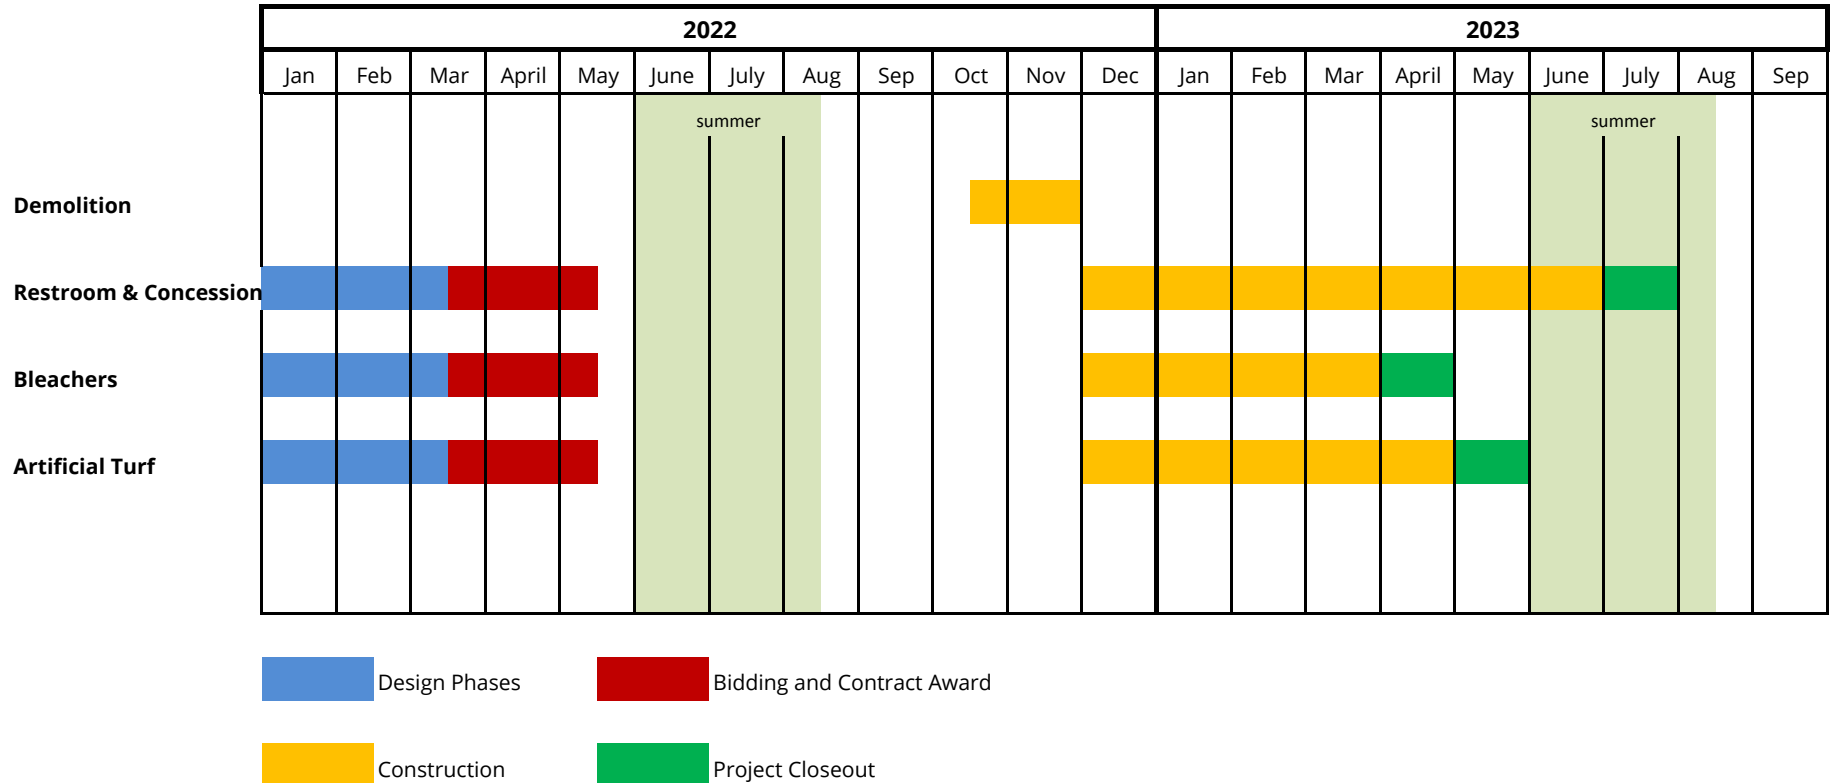 2022 2023
Jan Feb Mar April May June July Aug Sep Oct Nov Dec Jan Feb Mar April May June July Aug Sep
summer summer
Demolition
Restroom & Concession
Bleachers
Artificial Turf
Design Phases Bidding and Contract Award
Construction Project Closeout